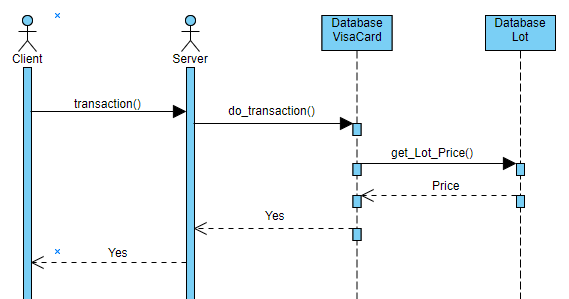 Database
VisaCard
Database
Lot
Client
Server
transaction()
do_transaction()
get_Lot_Price()
Price
Yes
Yes